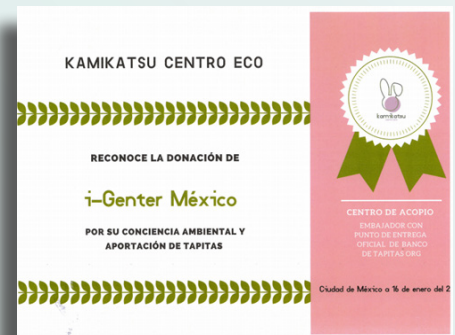 KAMIKATSU CENTRO ECO
RECONOCE LA DONACIÓN DE
i-Genter México
POR SU CONCIENCIA AMBIENTAL Y
APORTACIÓN DE TAPITAS
kamikatsu
CENTRO DE ACOPIO
EMBAJADOR CON
PUNTO DE ENTREGA
OFICIAL DE BANCO
DE TAPITAS ORG
Ciudad de México a 16 de enero del 2